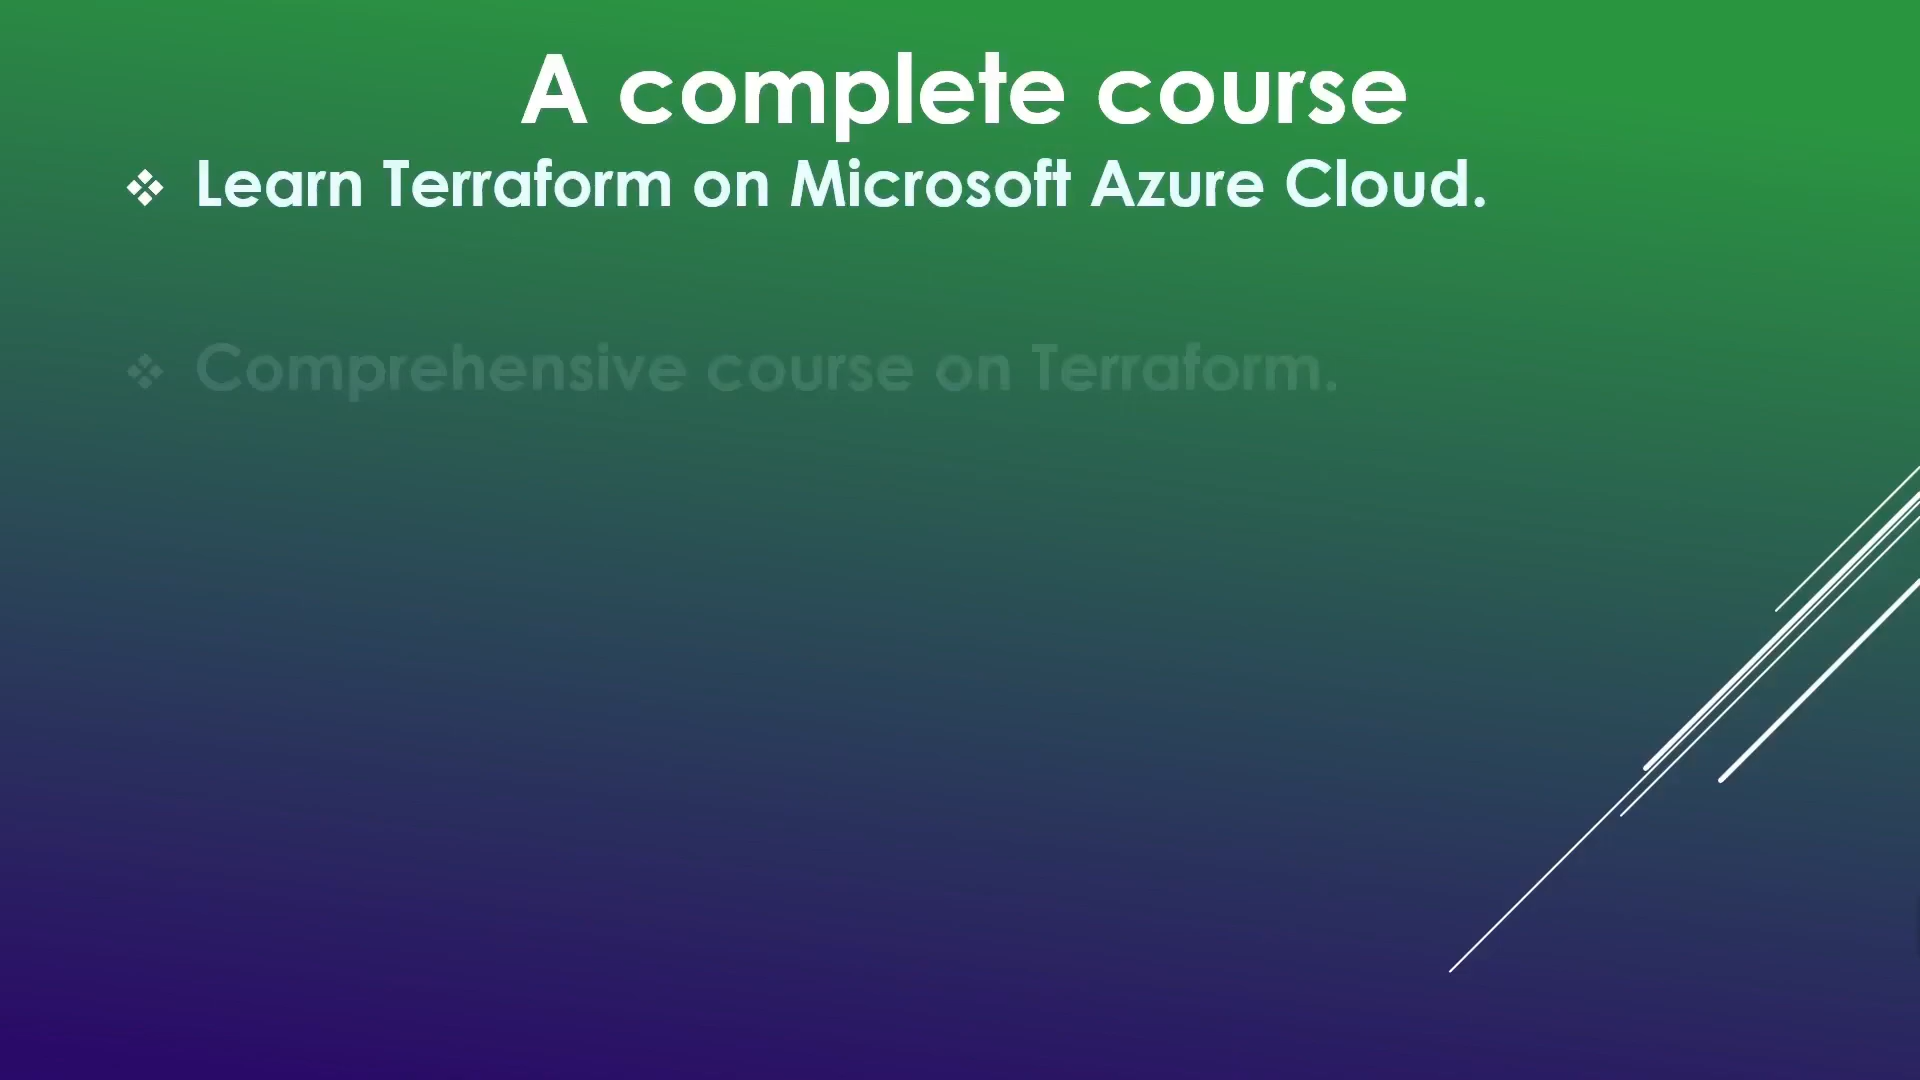 A complete course
❖ Learn Terraform on Microsoft Azure Cloud.
❖ Comprehensive course on Terraform.